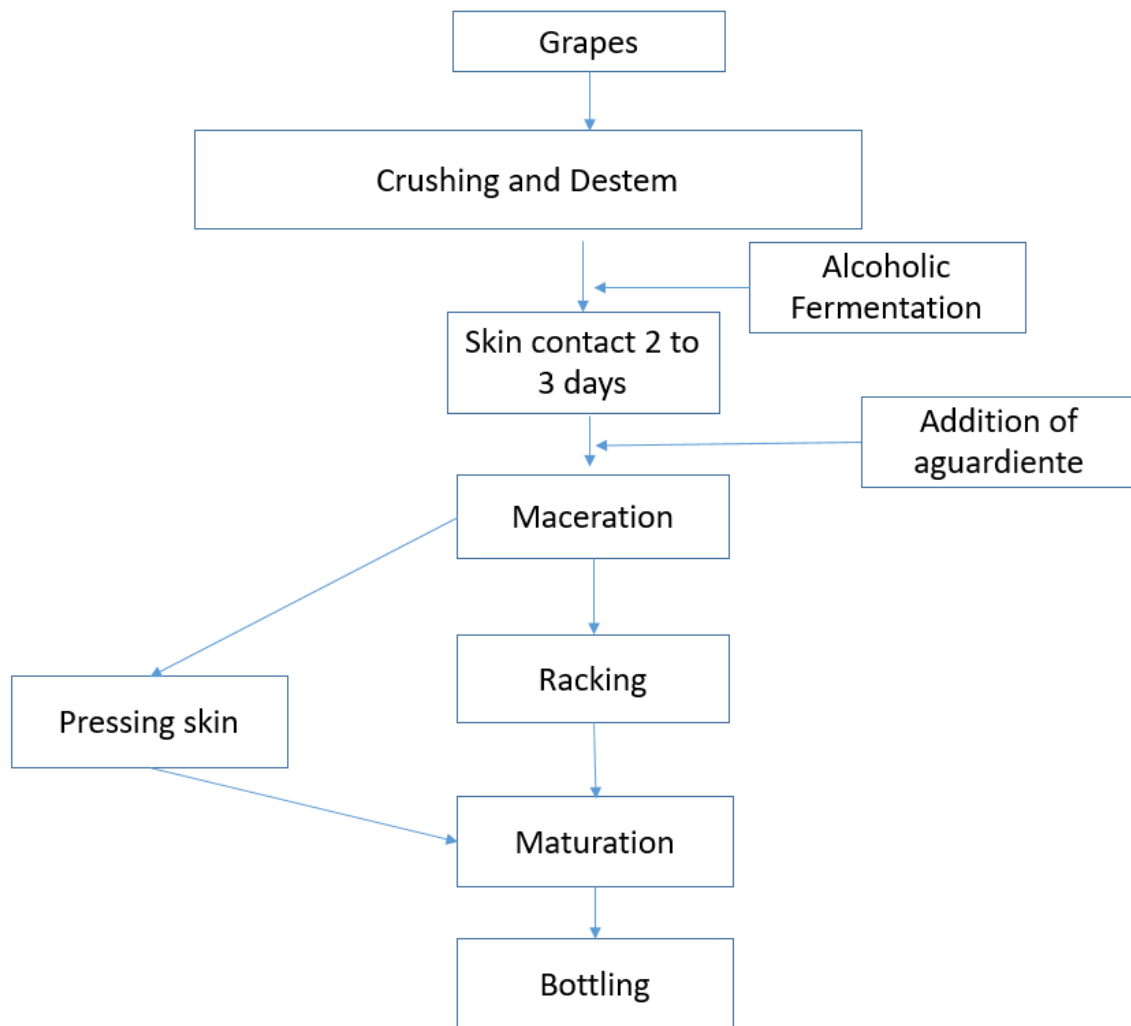 Grapes
Crushing and Destem
Alcoholic
Fermentation
Skin contact 2 to
3 days
Addition of
aguardiente
Maceration
Racking
Pressing skin
Maturation
Bottling